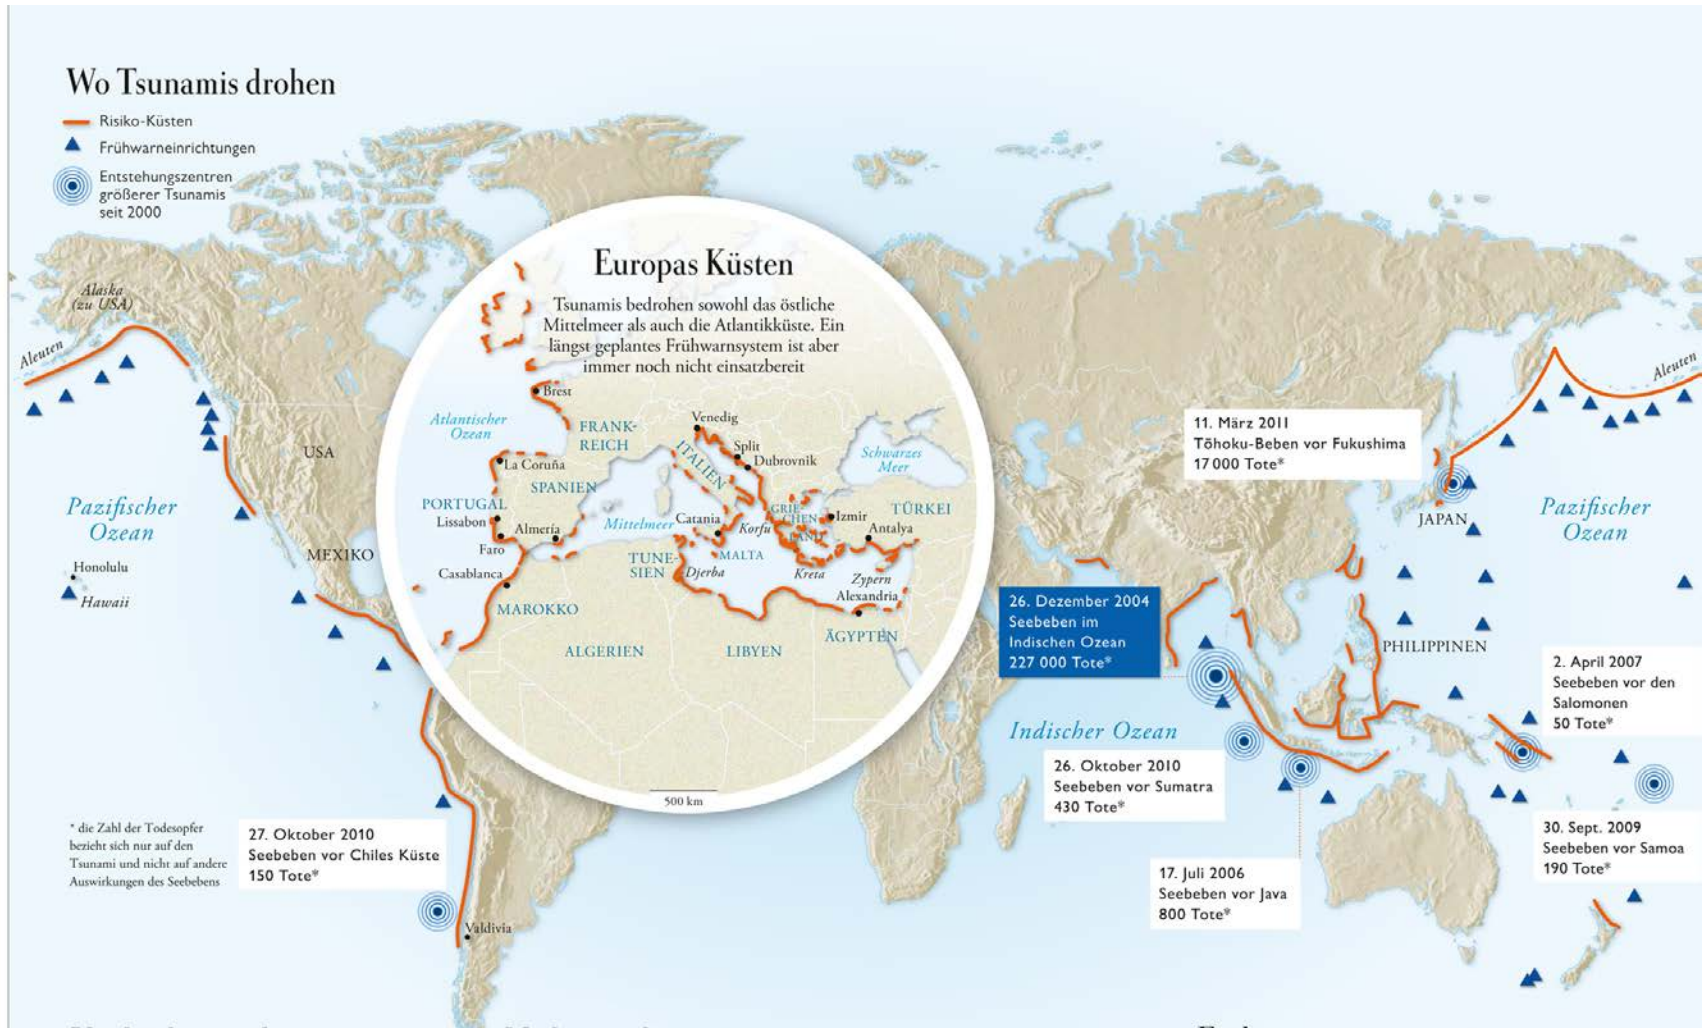 Wo Tsunamis drohen
Risiko-Küsten
Frühwarneinrichtungen
Entstehungszentren
größerer Tsunamis
seit 2000
Europas Küsten
Tsunamis bedrohen sowohl das östliche
Mittelmeer als auch die Atlantikküste. Ein
längst geplantes Frühwarnsystem ist aber
immer noch nicht einsatzbereit
Alaska
(zu USA)
Aleuten
USA
Pazifischer
Ozean
MEXIKO
Honolulu
Hawaii
Atlantischer
Ozean
Brest
FRANK-
REICH
Venedig
Split
Dubrovnik
ITALIEN
Schwarzes
Meer
La Coruña
SPANIEN
PORTUGAL
Lissabon
Almería
Faro
Mittelmeer
Catania
Korfu
GRIE-
CHEN
LAND
Izmir
TÜRKEI
Antalya
MALTA
TUNE-
SIEN
Djerba
Kreta
Zypern
Alexandria
Casablanca
MAROKKO
ALGERIEN
LIBYEN
ÄGYPTEN
500 km
Aleuten
11. März 2011
Tōhoku-Beben vor Fukushima
17 000 Tote*
JAPAN
Pazifischer
Ozean
26. Dezember 2004
Seebeben im
Indischen Ozean
227 000 Tote*
PHILIPPINEN
2. April 2007
Seebeben vor den
Salomonen
50 Tote*
Indischer Ozean
26. Oktober 2010
Seebeben vor Sumatra
430 Tote*
30. Sept. 2009
Seebeben vor Samoa
190 Tote*
17. Juli 2006
Seebeben vor Java
800 Tote*
* die Zahl der Todesopfer
bezieht sich nur auf den
Tsunami und nicht auf andere
Auswirkungen des Seebebens
27. Oktober 2010
Seebeben vor Chiles Küste
150 Tote*
Valdivia